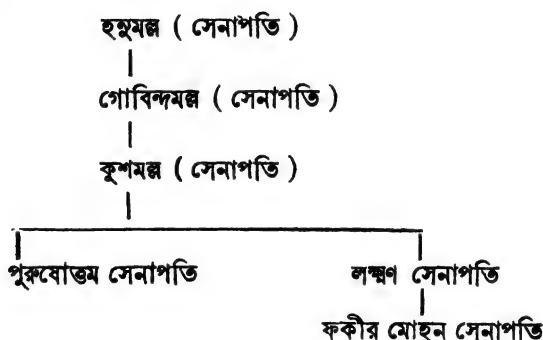 হনুমল্ল ( সেনাপতি )
গোবিন্দমল্ল ( সেনাপতি )
কুশমল্ল ( সেনাপতি )
পুরুষোত্তম সেনাপতি লক্ষ্মণ সেনাপতি
ফকীর মোহন সেনাপতি